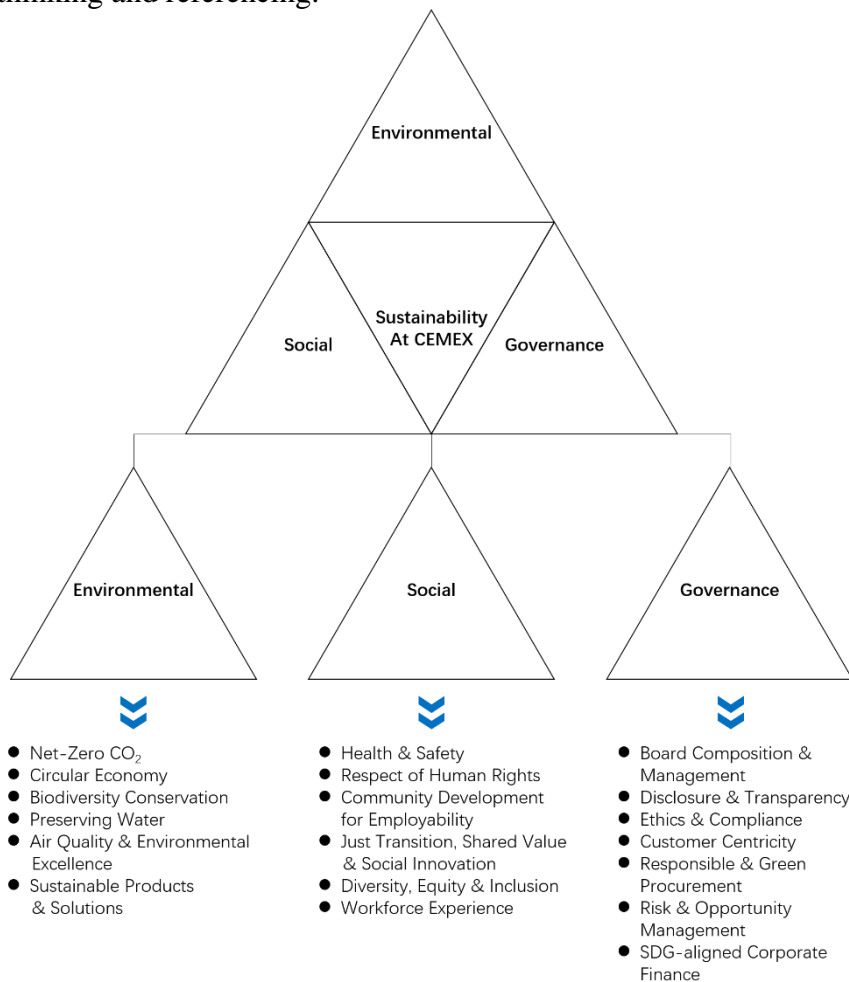 thinking and referencing.
Environmental
Sustainability
At CEMEX
Social
Governance
Environmental
Social
Governance
● Net-Zero CO₂
● Circular Economy
● Biodiversity Conservation
● Preserving Water
● Air Quality & Environmental
Excellence
● Sustainable Products
& Solutions
● Health & Safety
● Respect of Human Rights
● Community Development
for Employability
● Just Transition, Shared Value
& Social Innovation
● Diversity, Equity & Inclusion
● Workforce Experience
● Board Composition &
Management
● Disclosure & Transparency
● Ethics & Compliance
● Customer Centricity
● Responsible & Green
Procurement
● Risk & Opportunity
Management
● SDG-aligned Corporate
Finance